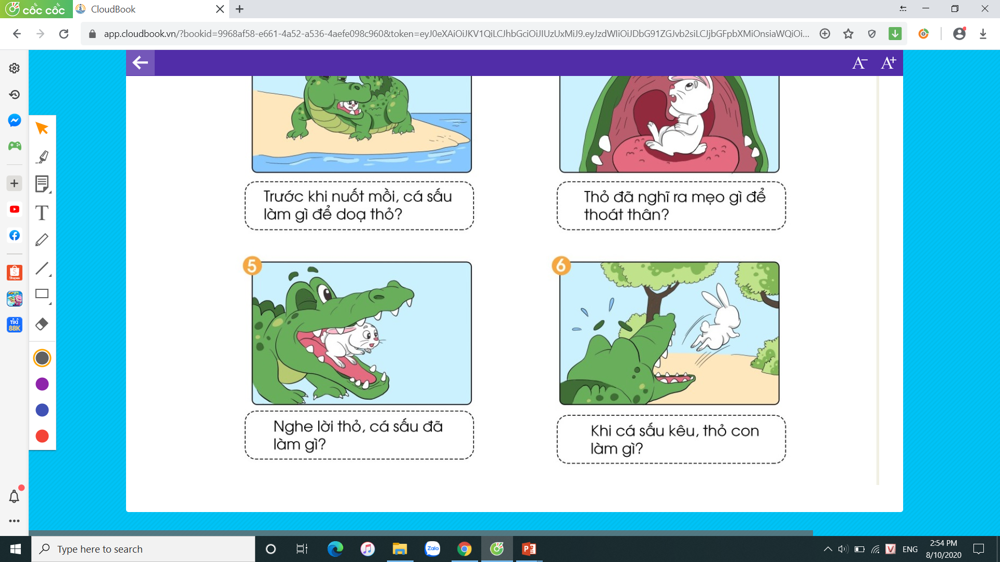 cốc cốc
CloudBook
app.cloudbook.vn/?bookid=9968af58-e661-4a52-a536-4aefe098c960&token=eyJ0eXAiOiJKV1QiLCJhbGciOiJIUzUxMiJ9.eyJzdWIiOiJDbG91ZGJvb2siLCJjbGFpbXMiOnsiaWQiOi...
A- A+
Trước khi nuốt mồi, cá sấu
làm gì để doạ thỏ?
Thỏ đã nghĩ ra mẹo gì để
thoát thân?
5
6
Nghe lời thỏ, cá sấu đã
làm gì?
Khi cá sấu kêu, thỏ con
làm gì?
T
TIKI
88K
Type here to search
Zalo
ENG
2:54 PM
8/10/2020